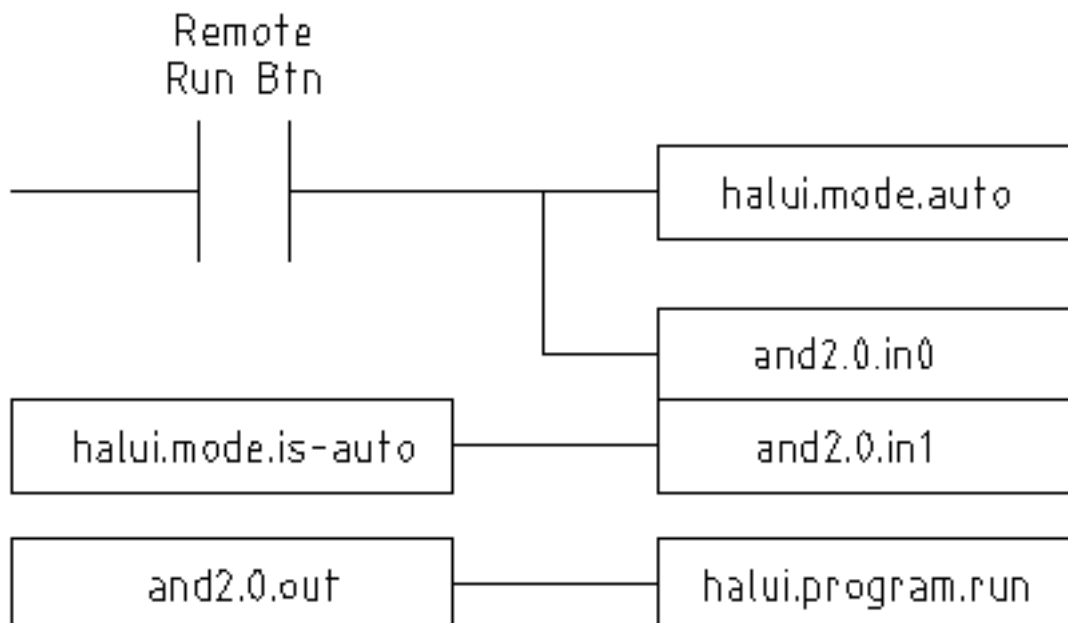 Remote
Run Btn
halui.mode.auto
and2.0.in0
halui.mode.is-auto
and2.0.in1
and2.0.out
halui.program.run